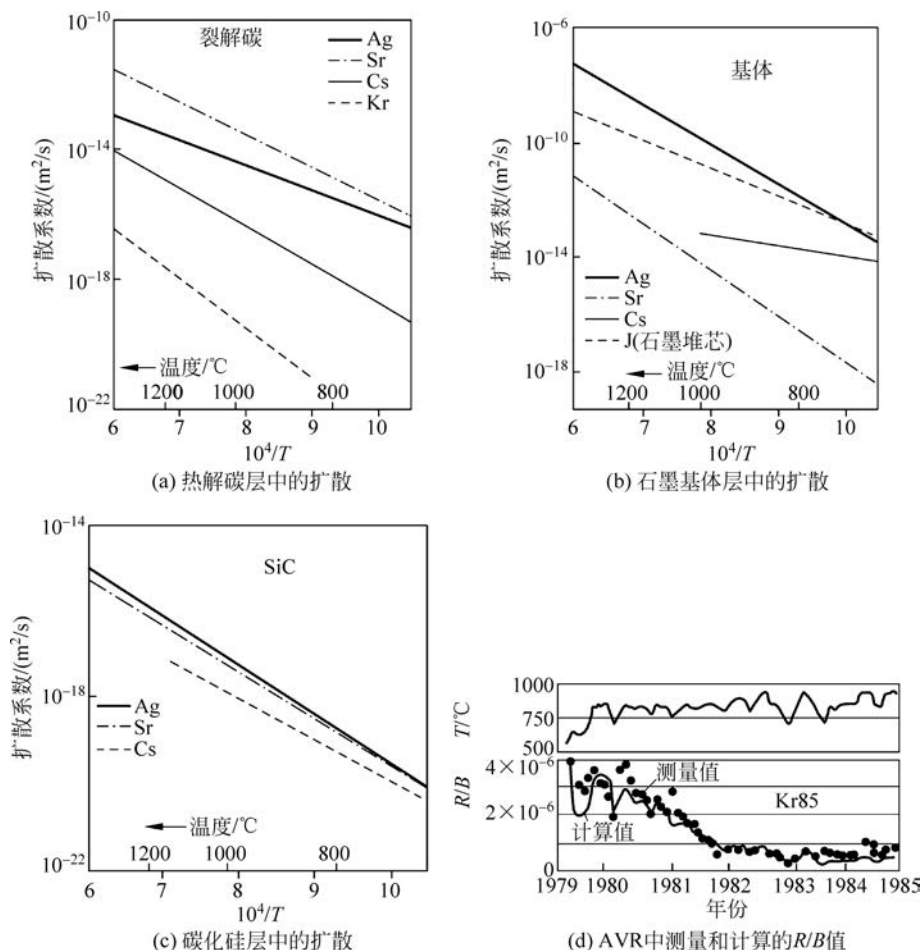 裂解碳
Ag
Sr
Cs
Kr
10⁻¹⁰
10⁻¹⁴
10⁻¹⁸
10⁻²²
扩散系数/(m²/s)
温度/℃
1200 1000 800
6 7 8 9 10
10⁴/T
(a) 热解碳层中的扩散
基体
10⁻⁶
10⁻¹⁰
10⁻¹⁴
10⁻¹⁸
扩散系数/(m²/s)
Ag
Sr
Cs
J(石墨堆芯)
温度/℃
1200 1000 800
6 7 8 9 10
10⁴/T
(b) 石墨基体层中的扩散
SiC
10⁻¹⁴
10⁻¹⁸
10⁻²²
扩散系数/(m²/s)
Ag
Sr
Cs
温度/℃
1200 1000 800
6 7 8 9 10
10⁴/T
(c) 碳化硅层中的扩散
1000
750
500
T/℃
4×10⁻⁶
2×10⁻⁶
0
R/B
测量值
Kr85
计算值
1979 1980 1981 1982 1983 1984 1985
年份
(d) AVR中测量和计算的R/B值